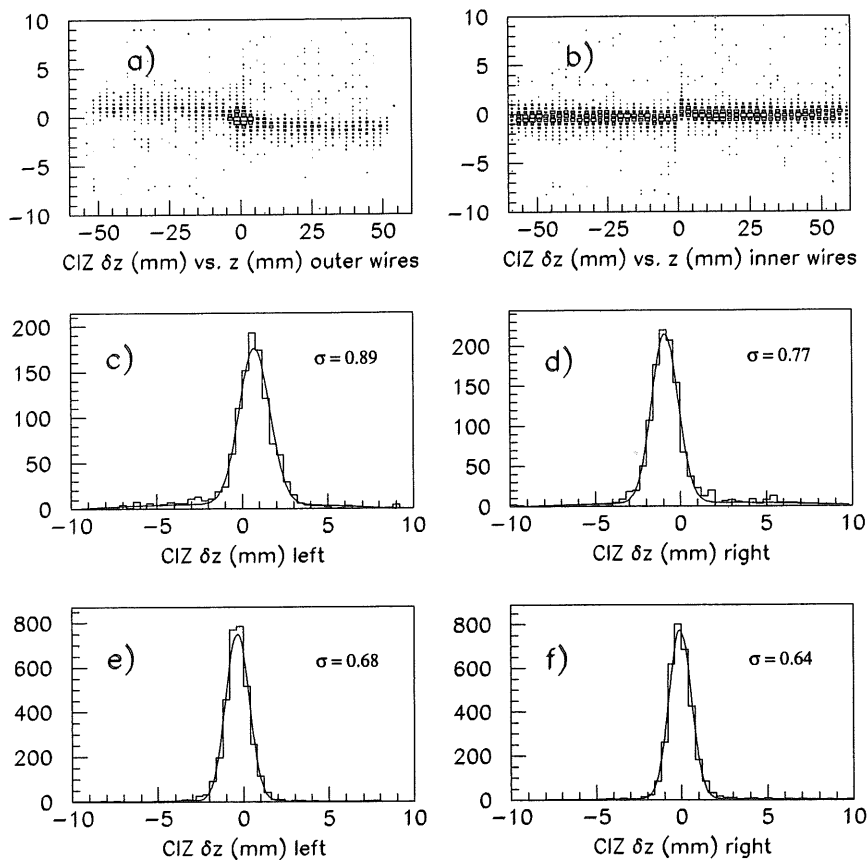 a)
10
5
0
−5
−10
−50 −25 0 25 50
CIZ δz (mm) vs. z (mm) outer wires
b)
10
5
0
−5
−10
−50 −25 0 25 50
CIZ δz (mm) vs. z (mm) inner wires
c)
σ = 0.89
200
150
100
50
0
−10 −5 0 5 10
CIZ δz (mm) left
d)
σ = 0.77
200
150
100
50
0
−10 −5 0 5 10
CIZ δz (mm) right
e)
σ = 0.68
800
600
400
200
0
−10 −5 0 5 10
CIZ δz (mm) left
f)
σ = 0.64
800
600
400
200
0
−10 −5 0 5 10
CIZ δz (mm) right